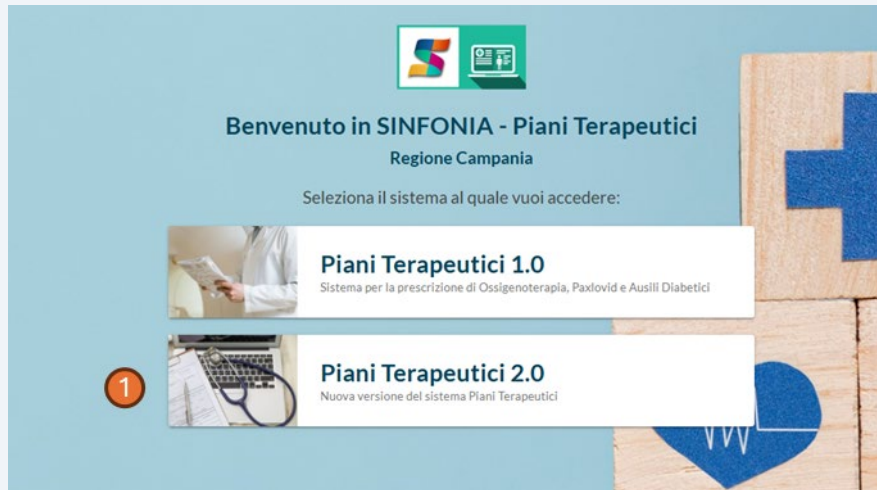 Benvenuto in SINFONIA - Piani Terapeutici
Regione Campania
Seleziona il sistema al quale vuoi accedere:
Piani Terapeutici 1.0
Sistema per la prescrizione di Ossigenoterapia, Paxlovid e Ausili Diabetici
1
Piani Terapeutici 2.0
Nuova versione del sistema Piani Terapeutici